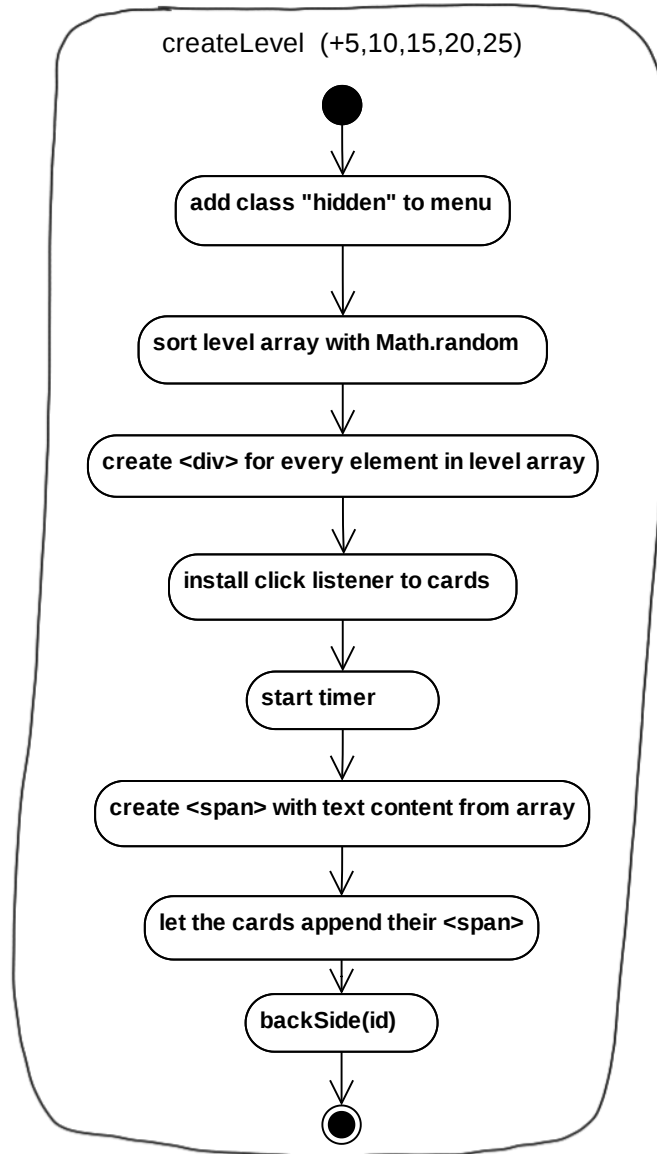 createLevel (+5,10,15,20,25)
add class "hidden" to menu
sort level array with Math.random
create <div> for every element in level array
install click listener to cards
start timer
create <span> with text content from array
let the cards append their <span>
backSide(id)